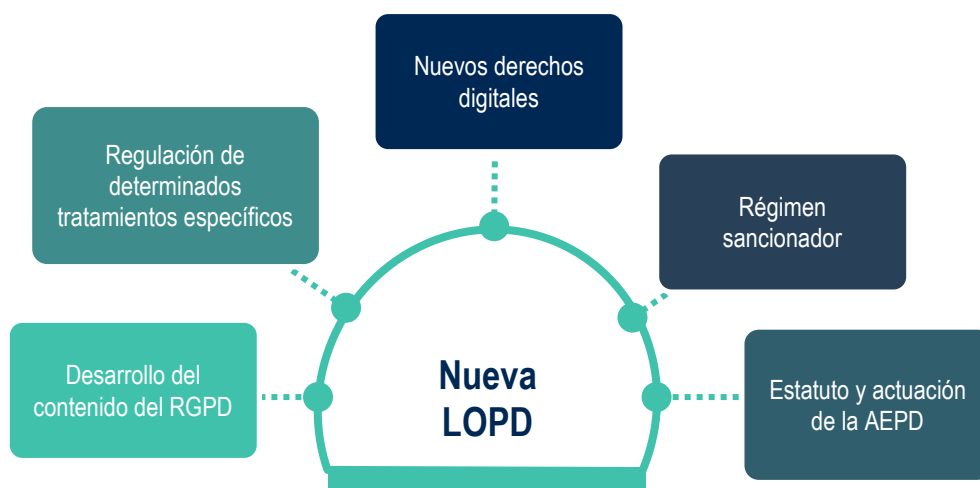 Nuevos derechos
digitales
Regulación de
determinados
tratamientos específicos
Régimen
sancionador
Desarrollo del
contenido del RGPD
Nueva
LOPD
Estatuto y actuación
de la AEPD